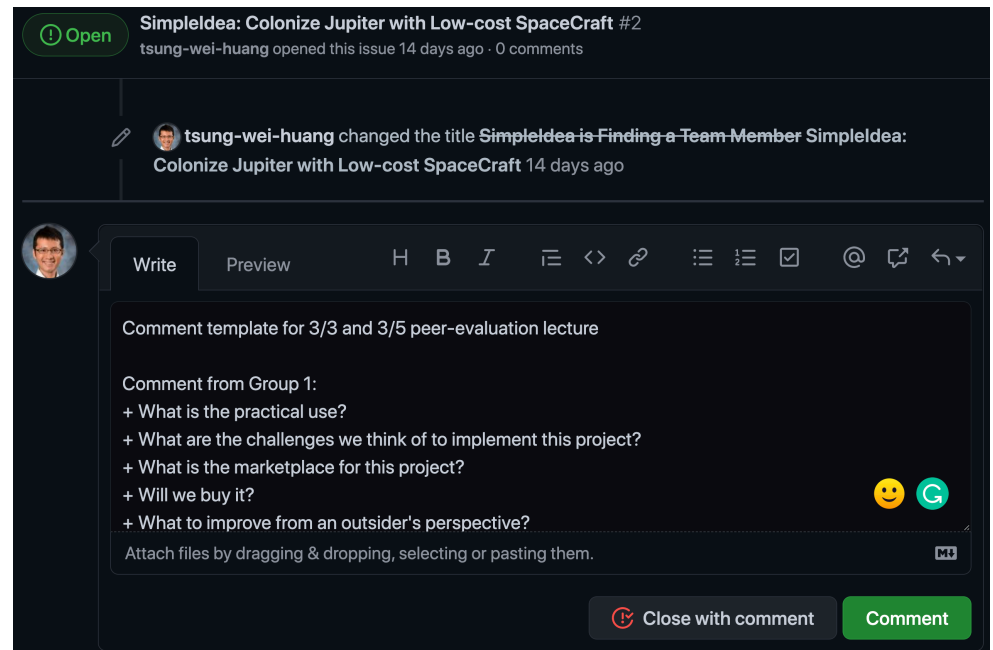 Open
SimpleIdea: Colonize Jupiter with Low-cost SpaceCraft #2
tsung-wei-huang opened this issue 14 days ago · 0 comments
tsung-wei-huang changed the title SimpleIdea is Finding a Team Member SimpleIdea:
Colonize Jupiter with Low-cost SpaceCraft 14 days ago
Write
Preview
H B I
Comment template for 3/3 and 3/5 peer-evaluation lecture
Comment from Group 1:
+ What is the practical use?
+ What are the challenges we think of to implement this project?
+ What is the marketplace for this project?
+ Will we buy it?
+ What to improve from an outsider's perspective?
Attach files by dragging & dropping, selecting or pasting them.
Close with comment
Comment